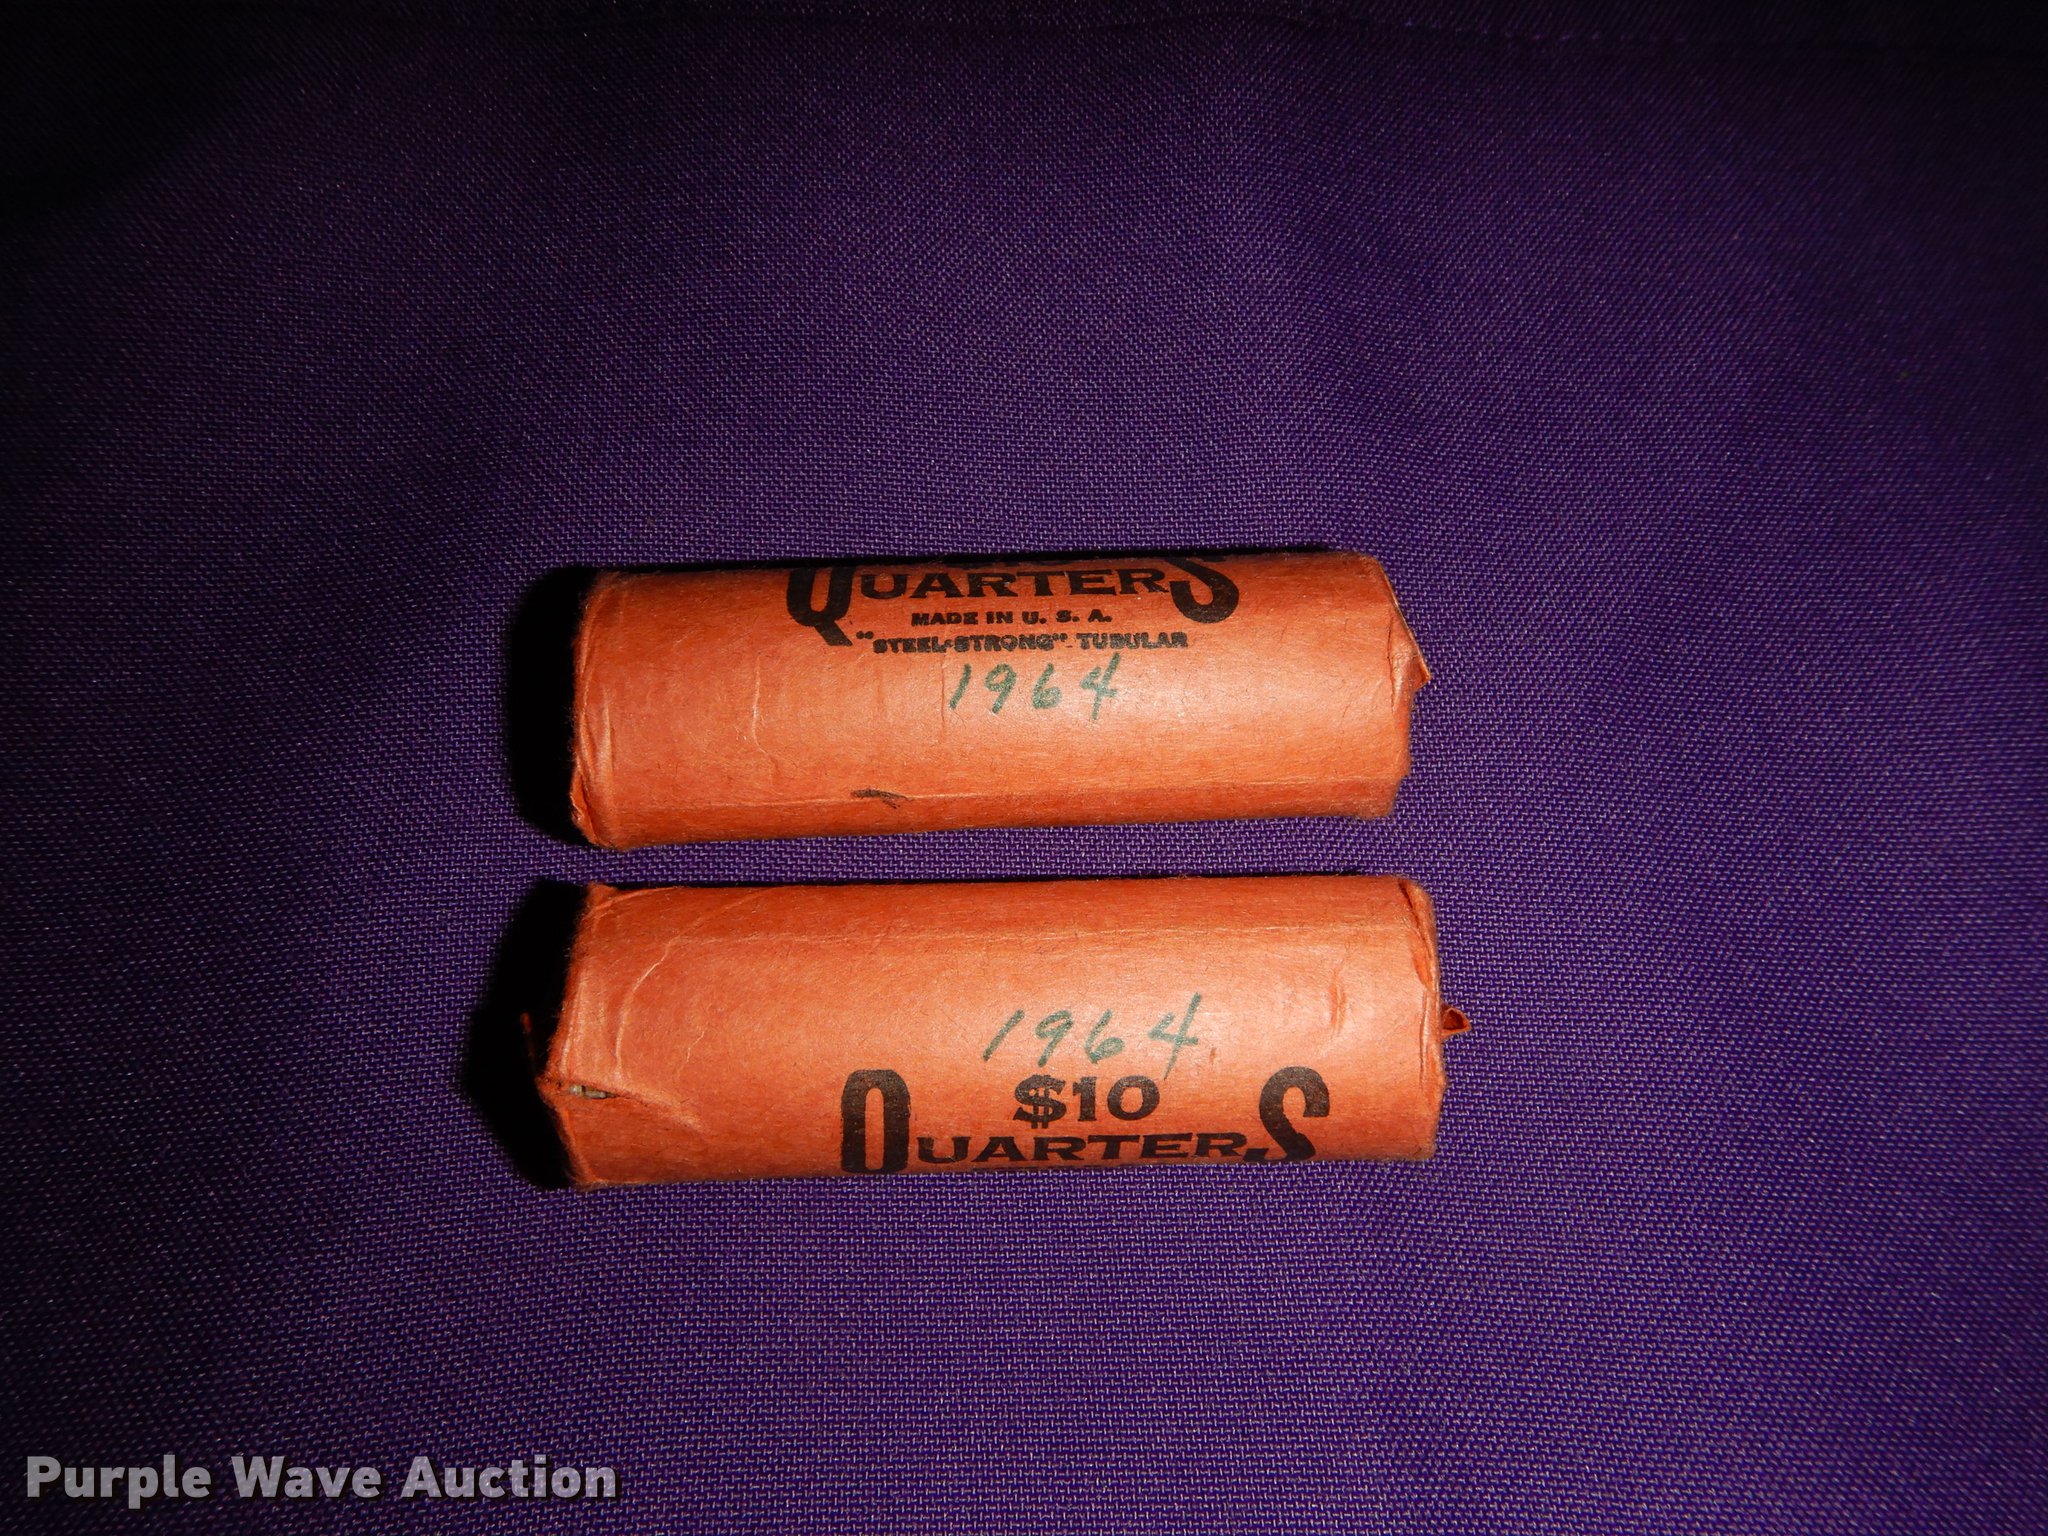 QUARTERS
MADE IN U. S. A.
"STEEL-STRONG" TUBULAR
1964
1964
$10
QUARTERS
Purple Wave Auction